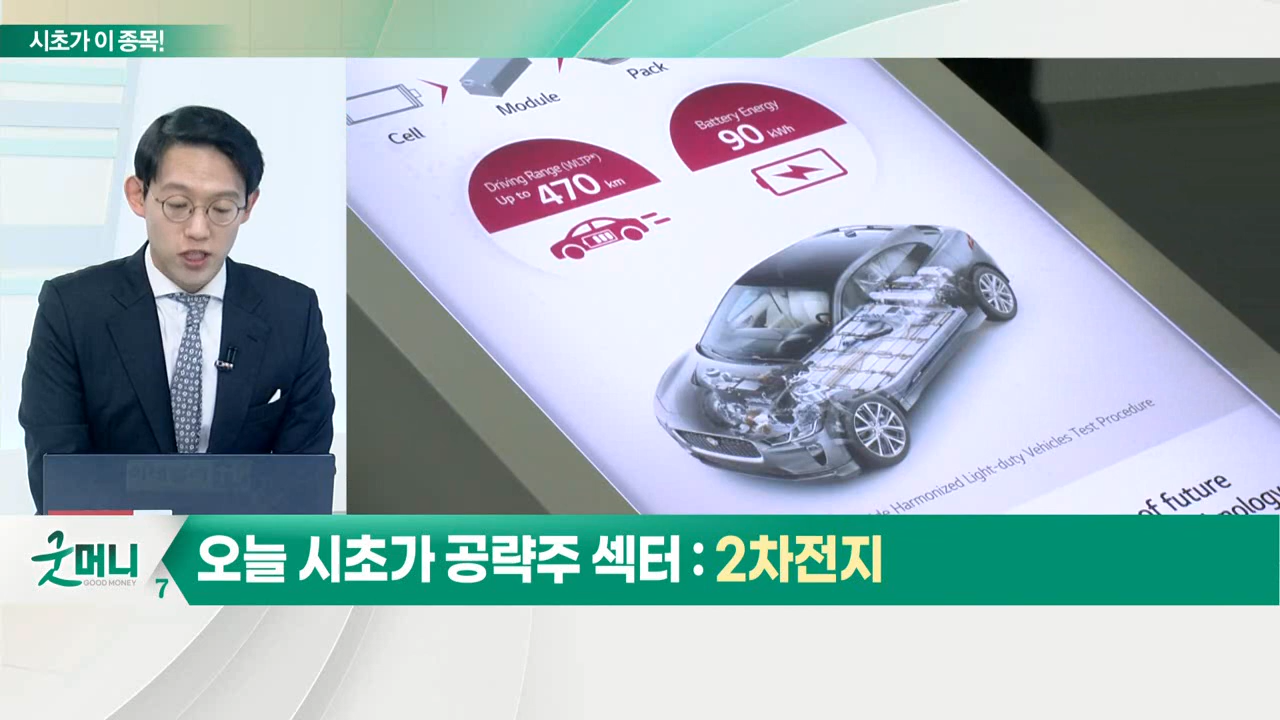 시초가 이 종목!
Cell
Module
Pack
Driving Range (WLTP*)
Up to 470 km
Battery Energy
90 kWh
de Harmonized Light-duty Vehicles Test Procedure
of future
굿머니
GOOD MONEY
7
오늘 시초가 공략주 섹터 : 2차전지